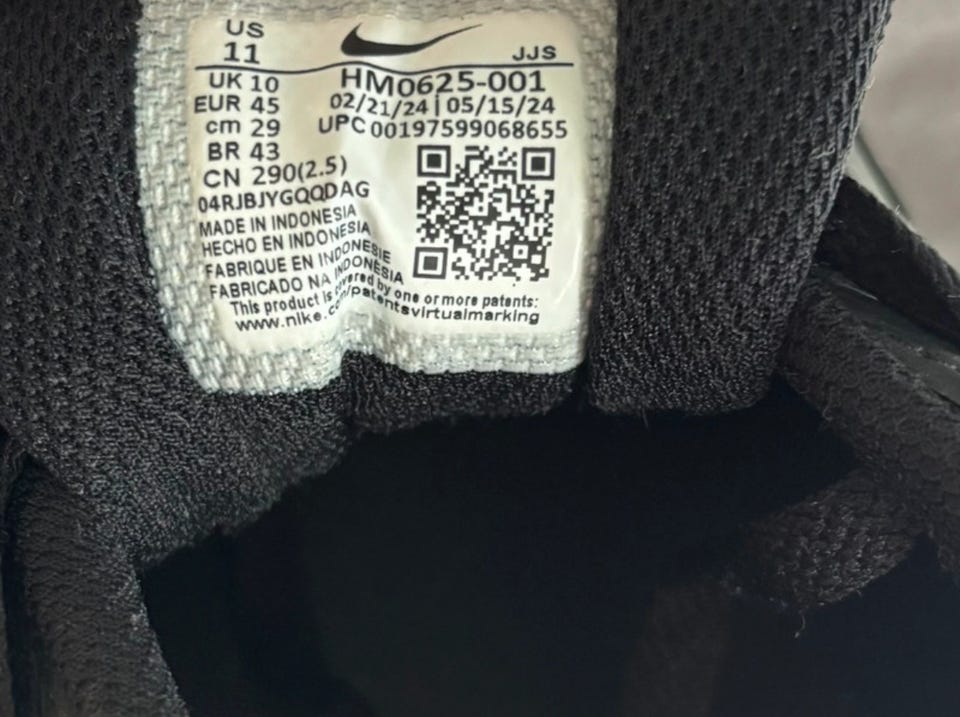 US
11
JJS
UK 10
HM0625-001
EUR 45
02/21/24 | 05/15/24
cm 29
UPC 00197599068655
BR 43
CN 290(2.5)
04RJBJYGQQDAG
MADE IN INDONESIA
HECHO EN INDONESIA
FABRIQUE EN INDONESIE
FABRICADO NA INDONÉSIA
This product is covered by one or more patents:
www.nike.com/patentsvirtualmarking